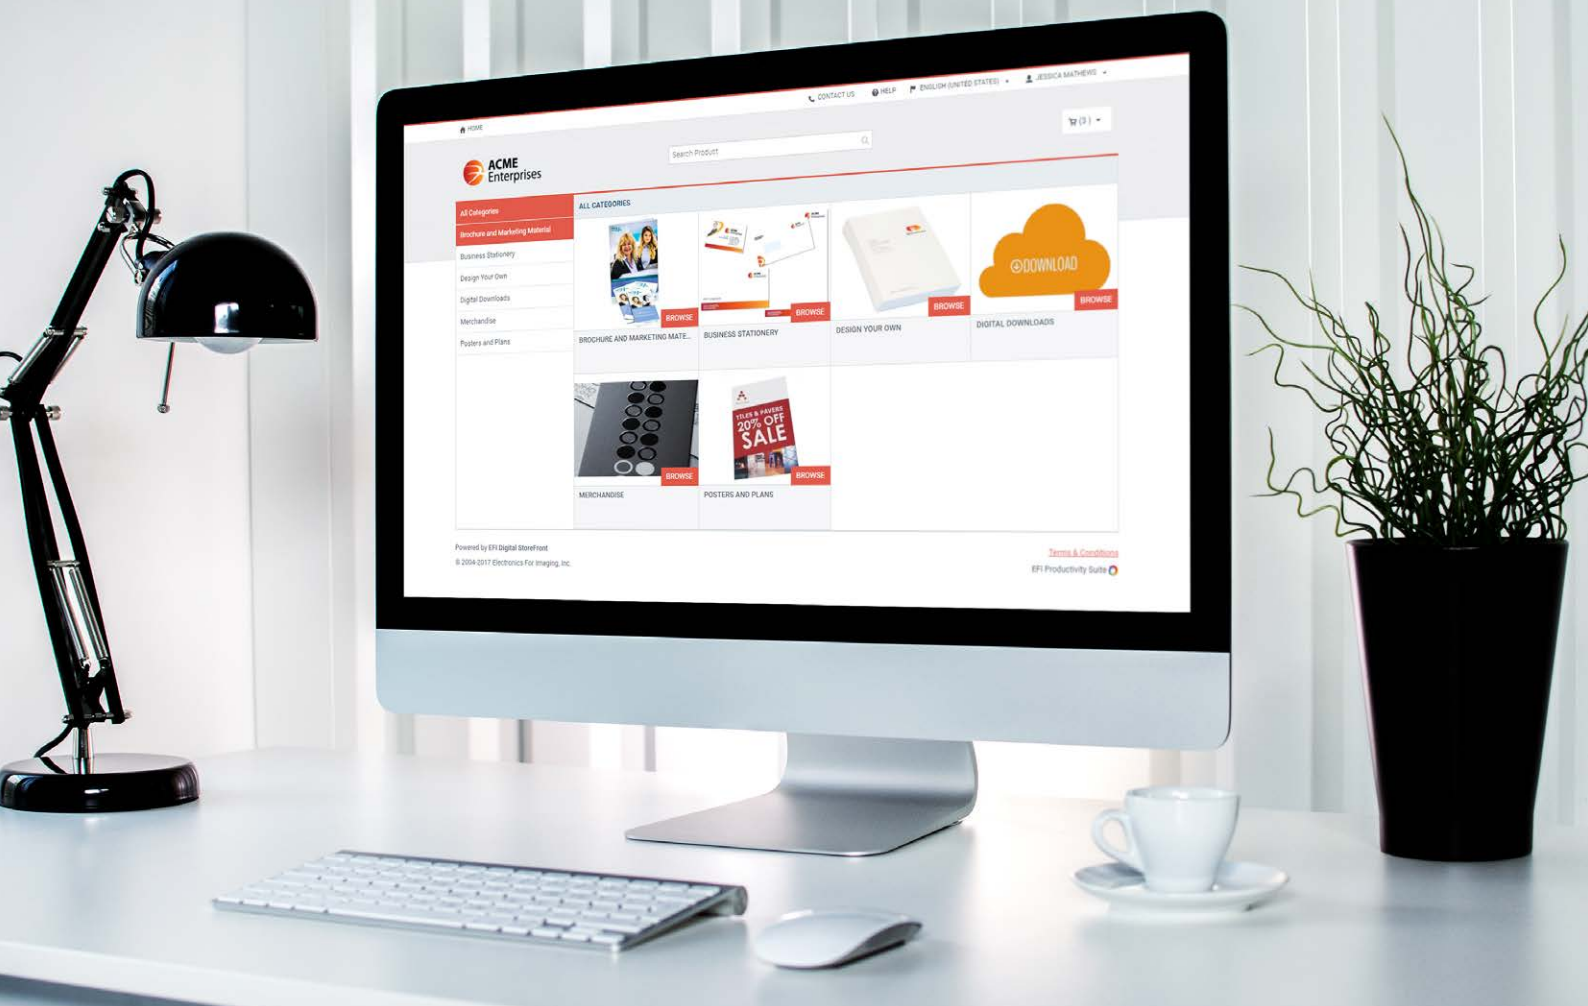 HOME
CONTACT US
HELP
ENGLISH (UNITED STATES)
JESSICA MATHEWS
ACME
Enterprises
Search Product
(3)
All Categories
Brochure and Marketing Material
Business Stationery
Design Your Own
Digital Downloads
Merchandise
Posters and Plans
ALL CATEGORIES
BROWSE
BROCHURE AND MARKETING MATE...
ACME
BROWSE
BUSINESS STATIONERY
BROWSE
DESIGN YOUR OWN
DOWNLOAD
BROWSE
DIGITAL DOWNLOADS
BROWSE
MERCHANDISE
TILES & PAVERS
20% OFF
SALE
BROWSE
POSTERS AND PLANS
Powered by EFI Digital StoreFront
© 2004-2017 Electronics For Imaging, Inc.
Terms & Conditions
EFI Productivity Suite